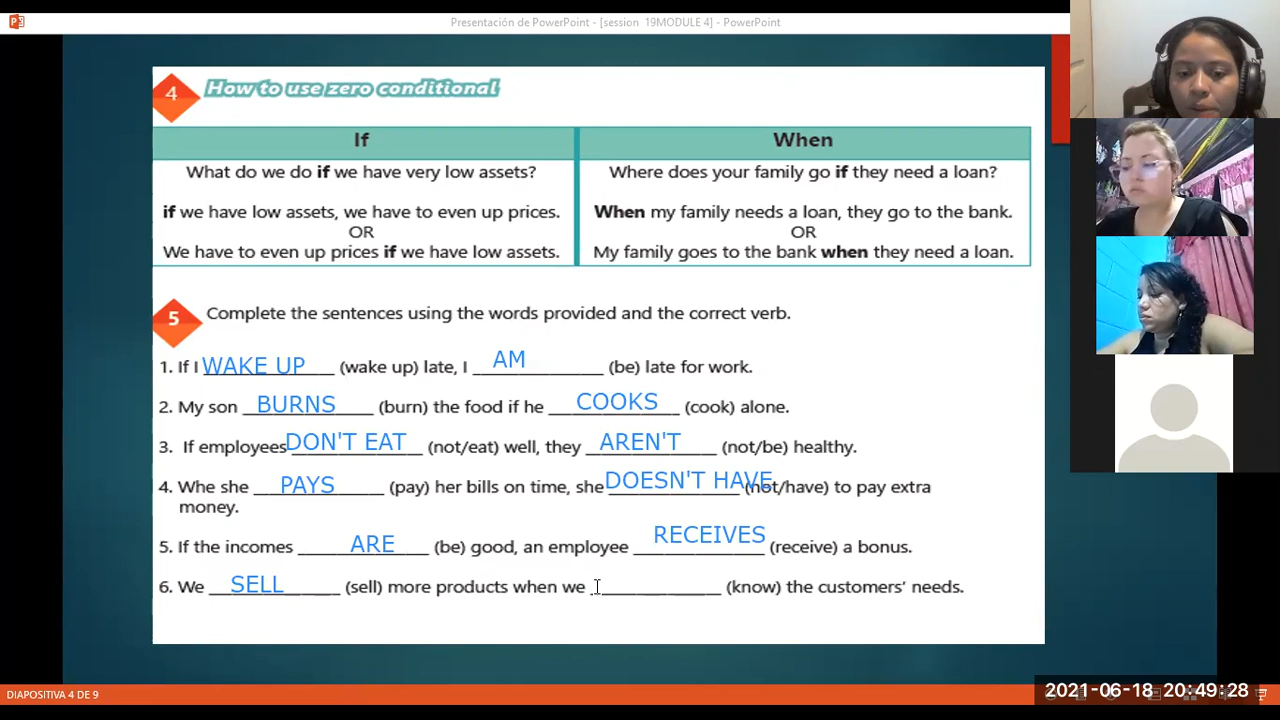 Presentación de PowerPoint - [session 19MODULE 4] - PowerPoint
4 How to use zero conditional
If When
What do we do if we have very low assets? Where does your family go if they need a loan?
if we have low assets, we have to even up prices. When my family needs a loan, they go to the bank.
OR OR
We have to even up prices if we have low assets. My family goes to the bank when they need a loan.
5 Complete the sentences using the words provided and the correct verb.
1. If I WAKE UP (wake up) late, I AM (be) late for work.
2. My son BURNS (burn) the food if he COOKS (cook) alone.
3. If employees DON'T EAT (not/eat) well, they AREN'T (not/be) healthy.
4. Whe she PAYS (pay) her bills on time, she DOESN'T HAVE (not/have) to pay extra
money.
5. If the incomes ARE (be) good, an employee RECEIVES (receive) a bonus.
6. We SELL (sell) more products when we ____________ (know) the customers' needs.
DIAPOSITIVA 4 DE 9
2021-06-18 20:49:28